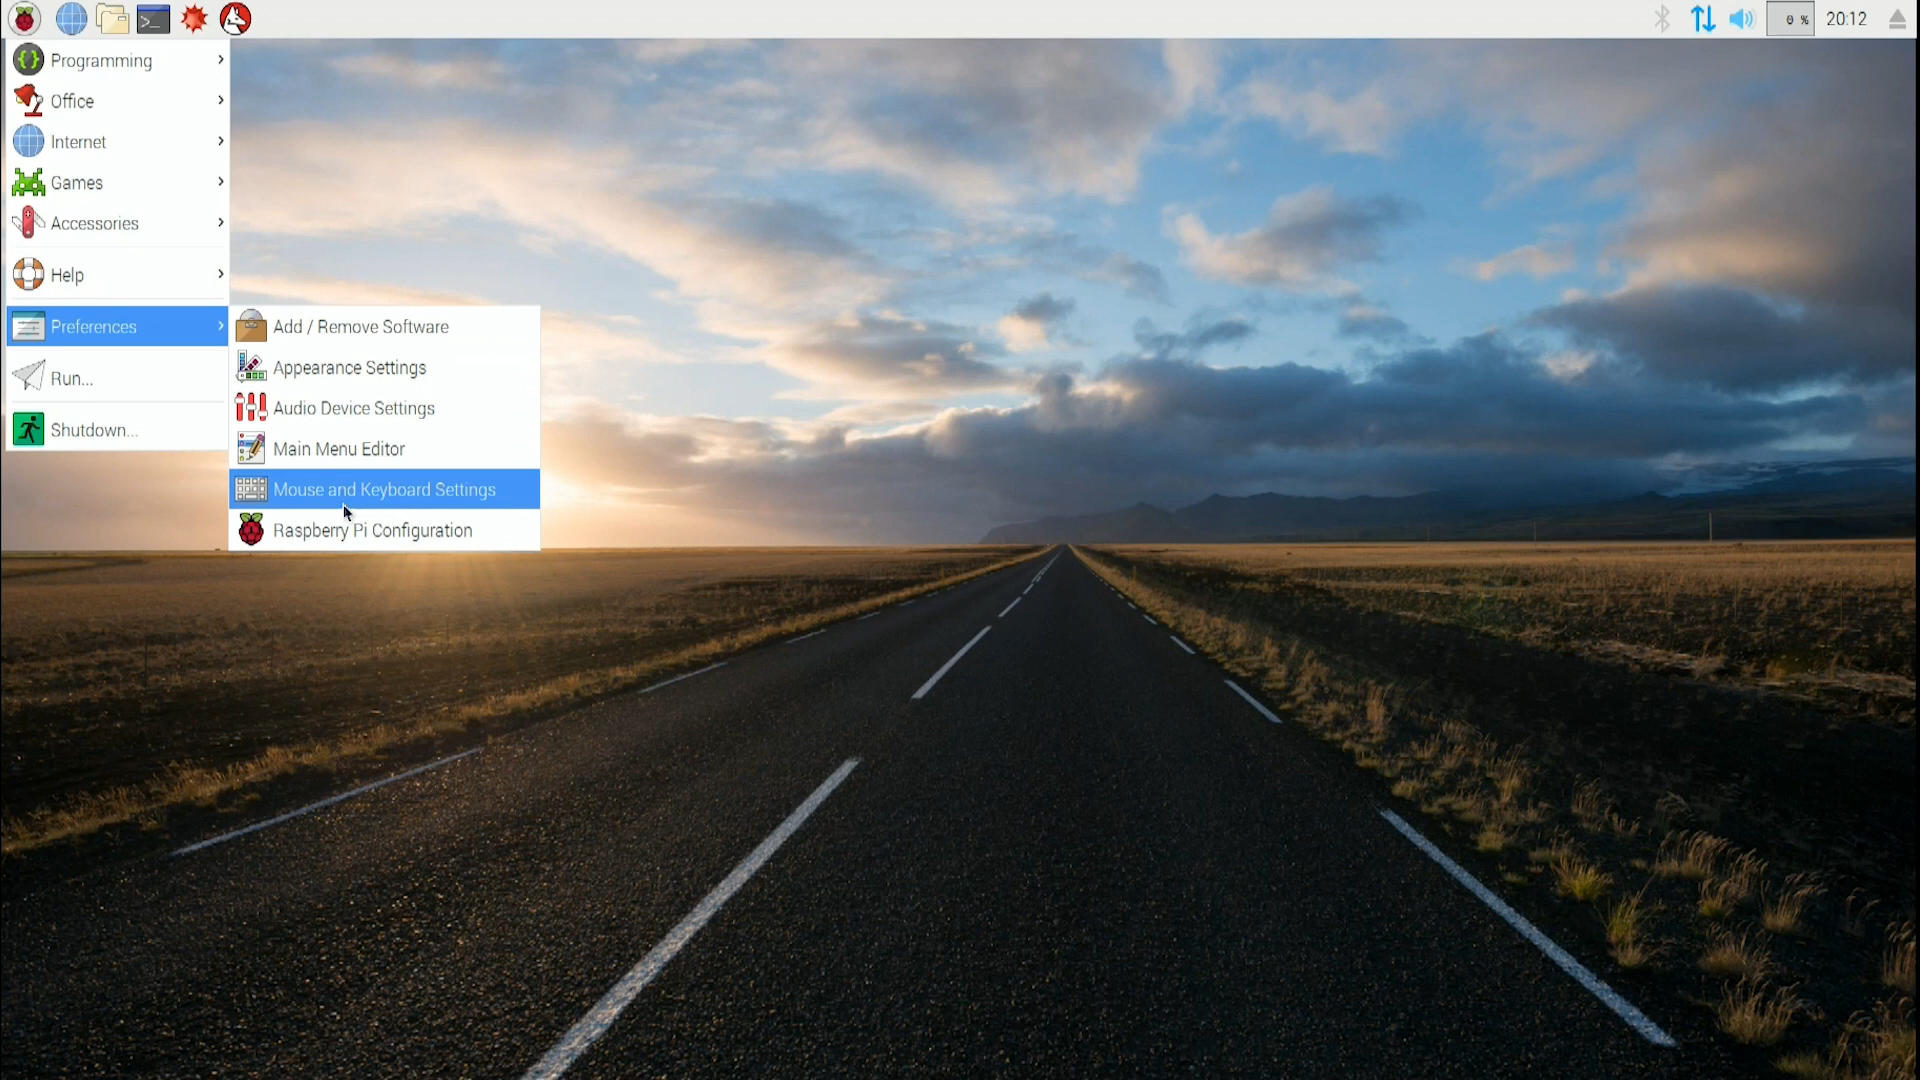 0 %
20:12
Programming
Office
Internet
Games
Accessories
Help
Preferences
Run...
Shutdown...
Add / Remove Software
Appearance Settings
Audio Device Settings
Main Menu Editor
Mouse and Keyboard Settings
Raspberry Pi Configuration